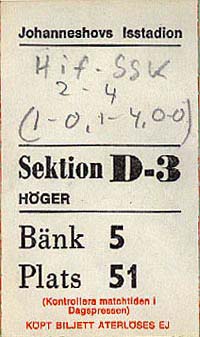 Johanneshovs Isstadion
Hif-SSK
2-4
(1-0, 1-4, 0-0)
Sektion D-3
HÖGER
Bänk 5
Plats 51
(Kontrollera matchtiden i
Dagspressen)
KÖPT BILJETT ÅTERLÖSES EJ